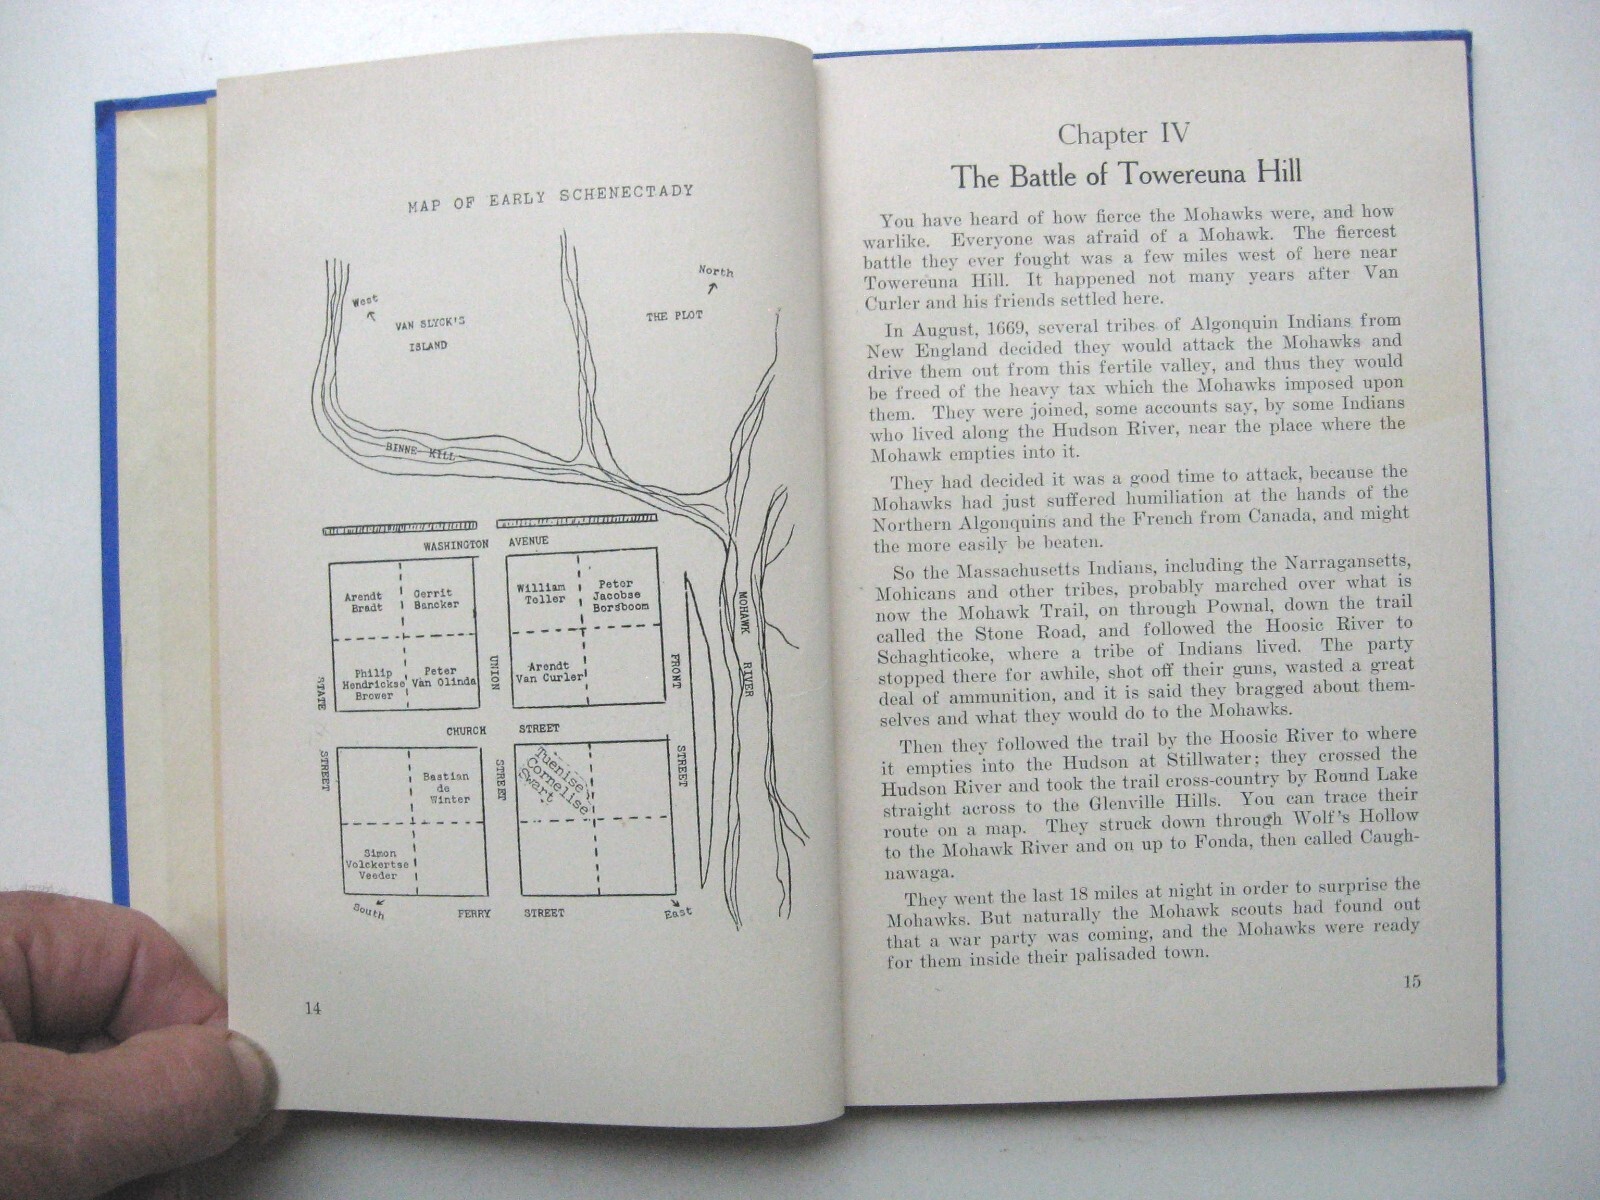 MAP OF EARLY SCHENECTADY
North
West
VAN SLYCK'S
ISLAND
THE PLOT
BINNE KILL
WASHINGTON AVENUE
Arendt
Bradt
Gerrit
Bancker
William
Teller
Peter
Jacobse
Borsboom
MOHAWK RIVER
Philip
Hendrickse
Brower
Peter
Van Olinda
Arendt
Van Curler
STATE
UNION
FRONT
CHURCH STREET
STREET
STREET
STREET
Bastian
de
Winter
Tuenise
Cornelise
Swart
Simon
Volckertse
Veeder
South
FERRY STREET
East
14
Chapter IV
The Battle of Towereuna Hill
You have heard of how fierce the Mohawks were, and how
warlike. Everyone was afraid of a Mohawk. The fiercest
battle they ever fought was a few miles west of here near
Towereuna Hill. It happened not many years after Van
Curler and his friends settled here.
In August, 1669, several tribes of Algonquin Indians from
New England decided they would attack the Mohawks and
drive them out from this fertile valley, and thus they would
be freed of the heavy tax which the Mohawks imposed upon
them. They were joined, some accounts say, by some Indians
who lived along the Hudson River, near the place where the
Mohawk empties into it.
They had decided it was a good time to attack, because the
Mohawks had just suffered humiliation at the hands of the
Northern Algonquins and the French from Canada, and might
the more easily be beaten.
So the Massachusetts Indians, including the Narragansetts,
Mohicans and other tribes, probably marched over what is
now the Mohawk Trail, on through Pownal, down the trail
called the Stone Road, and followed the Hoosic River to
Schaghticoke, where a tribe of Indians lived. The party
stopped there for awhile, shot off their guns, wasted a great
deal of ammunition, and it is said they bragged about them-
selves and what they would do to the Mohawks.
Then they followed the trail by the Hoosic River to where
it empties into the Hudson at Stillwater; they crossed the
Hudson River and took the trail cross-country by Round Lake
straight across to the Glenville Hills. You can trace their
route on a map. They struck down through Wolf's Hollow
to the Mohawk River and on up to Fonda, then called Caugh-
nawaga.
They went the last 18 miles at night in order to surprise the
Mohawks. But naturally the Mohawk scouts had found out
that a war party was coming, and the Mohawks were ready
for them inside their palisaded town.
15